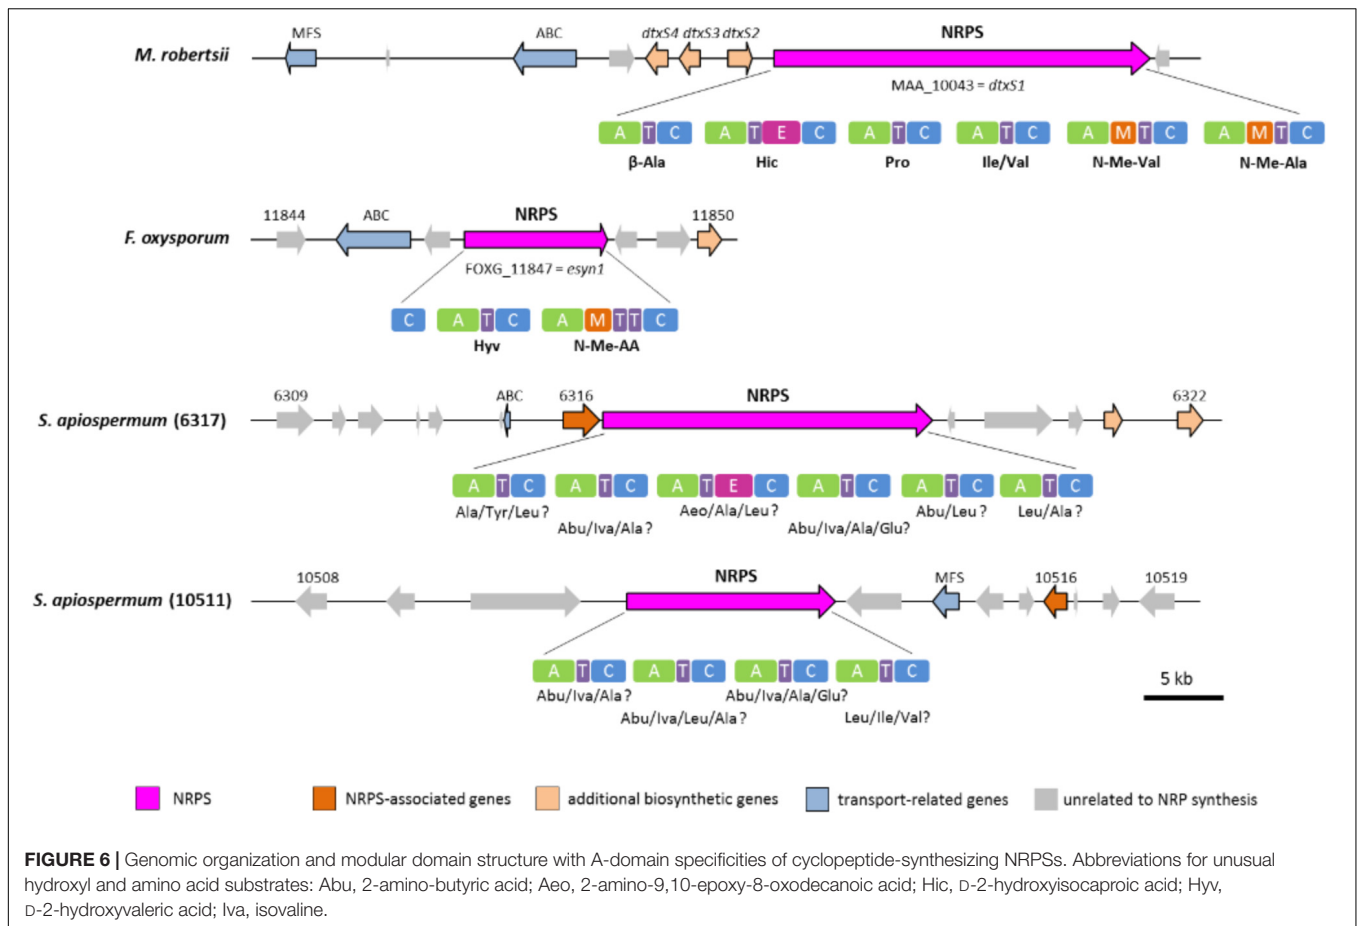 MFS ABC dtxS4 dtxS3 dtxS2 NRPS
M. robertsii
MAA_10043 = dtxS1
A T C A T E C A T C A T C A M T C A M T C
β-Ala Hic Pro Ile/Val N-Me-Val N-Me-Ala
11844 ABC NRPS 11850
F. oxysporum
FOXG_11847 = esyn1
C A T C A M T T C
Hyv N-Me-AA
6309 ABC 6316 NRPS 6322
S. apiospermum (6317)
A T C A T C A T E C A T C A T C A T C
Ala/Tyr/Leu? Aeo/Ala/Leu? Abu/Leu? Leu/Ala?
Abu/Iva/Ala? Abu/Iva/Ala/Glu?
10508 NRPS MFS 10516 10519
S. apiospermum (10511)
A T C A T C A T C A T C
Abu/Iva/Ala? Abu/Iva/Ala/Glu?
Abu/Iva/Leu/Ala? Leu/Ile/Val?
5 kb
NRPS NRPS-associated genes additional biosynthetic genes transport-related genes unrelated to NRP synthesis
FIGURE 6 | Genomic organization and modular domain structure with A-domain specificities of cyclopeptide-synthesizing NRPSs. Abbreviations for unusual
hydroxyl and amino acid substrates: Abu, 2-amino-butyric acid; Aeo, 2-amino-9,10-epoxy-8-oxodecanoic acid; Hic, D-2-hydroxyisocaproic acid; Hyv,
D-2-hydroxyvaleric acid; Iva, isovaline.